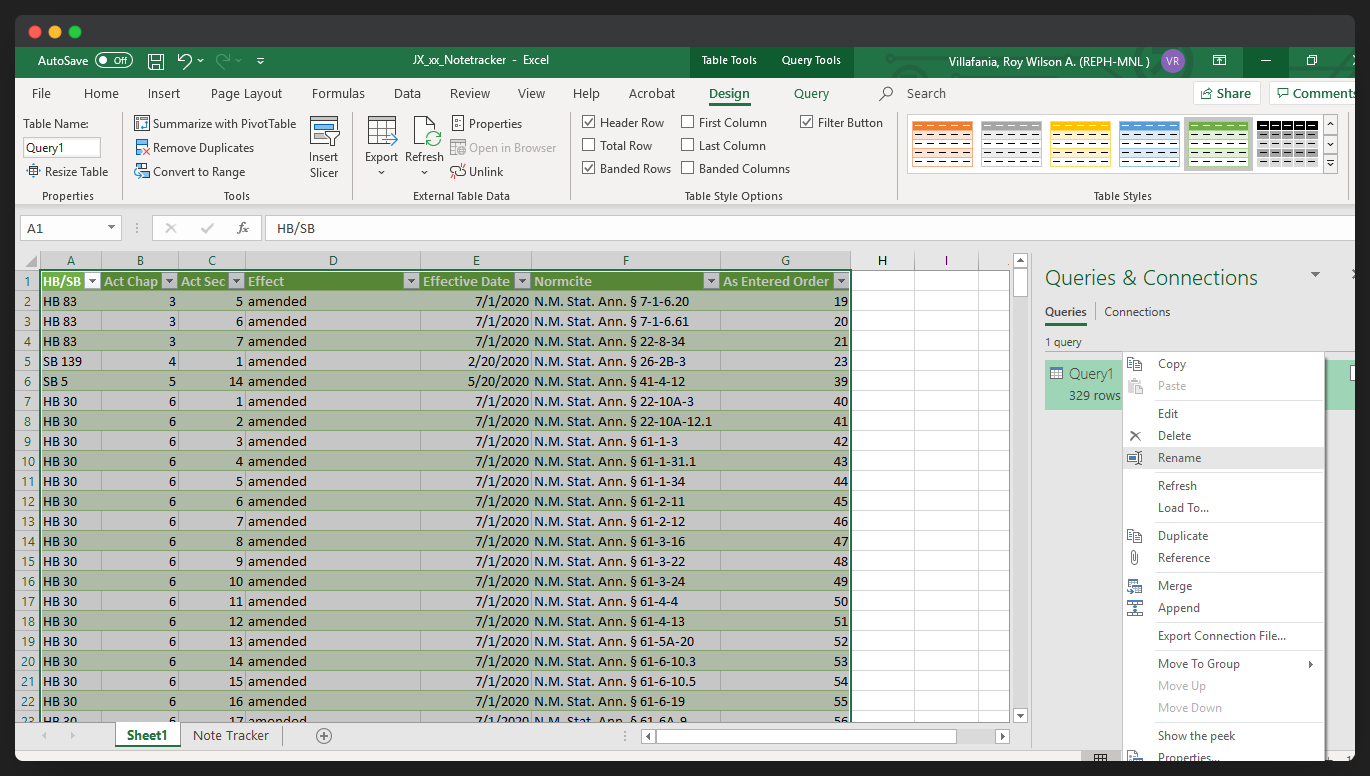 AutoSave Off JX_xx_Notetracker - Excel Table Tools Query Tools Villafania, Roy Wilson A. (REPH-MNL ) VR
File Home Insert Page Layout Formulas Data Review View Help Acrobat Design Query Search Share Comments
Table Name:
Query1
Resize Table
Properties
Summarize with PivotTable
Remove Duplicates
Convert to Range
Insert
Slicer
Tools
Export
Refresh
Properties
Open in Browser
Unlink
External Table Data
Header Row First Column Filter Button
Total Row Last Column
Banded Rows Banded Columns
Table Style Options
Table Styles
A1 fx HB/SB
A B C D E F G H I
1 HB/SB Act Chap Act Sec Effect Effective Date Normcite As Entered Order
2 HB 83 3 5 amended 7/1/2020 N.M. Stat. Ann. § 7-1-6.20 19
3 HB 83 3 6 amended 7/1/2020 N.M. Stat. Ann. § 7-1-6.61 20
4 HB 83 3 7 amended 7/1/2020 N.M. Stat. Ann. § 22-8-34 21
5 SB 139 4 1 amended 2/20/2020 N.M. Stat. Ann. § 26-2B-3 23
6 SB 5 5 14 amended 5/20/2020 N.M. Stat. Ann. § 41-4-12 39
7 HB 30 6 1 amended 7/1/2020 N.M. Stat. Ann. § 22-10A-3 40
8 HB 30 6 2 amended 7/1/2020 N.M. Stat. Ann. § 22-10A-12.1 41
9 HB 30 6 3 amended 7/1/2020 N.M. Stat. Ann. § 61-1-3 42
10 HB 30 6 4 amended 7/1/2020 N.M. Stat. Ann. § 61-1-31.1 43
11 HB 30 6 5 amended 7/1/2020 N.M. Stat. Ann. § 61-1-34 44
12 HB 30 6 6 amended 7/1/2020 N.M. Stat. Ann. § 61-2-11 45
13 HB 30 6 7 amended 7/1/2020 N.M. Stat. Ann. § 61-2-12 46
14 HB 30 6 8 amended 7/1/2020 N.M. Stat. Ann. § 61-3-16 47
15 HB 30 6 9 amended 7/1/2020 N.M. Stat. Ann. § 61-3-22 48
16 HB 30 6 10 amended 7/1/2020 N.M. Stat. Ann. § 61-3-24 49
17 HB 30 6 11 amended 7/1/2020 N.M. Stat. Ann. § 61-4-4 50
18 HB 30 6 12 amended 7/1/2020 N.M. Stat. Ann. § 61-4-13 51
19 HB 30 6 13 amended 7/1/2020 N.M. Stat. Ann. § 61-5A-20 52
20 HB 30 6 14 amended 7/1/2020 N.M. Stat. Ann. § 61-6-10.3 53
21 HB 30 6 15 amended 7/1/2020 N.M. Stat. Ann. § 61-6-10.5 54
22 HB 30 6 16 amended 7/1/2020 N.M. Stat. Ann. § 61-6-19 55
23 HB 30 6 17 amended 7/1/2020 N.M. Stat. Ann. § 61-6A-9 56
Sheet1 Note Tracker
Queries & Connections
Queries Connections
1 query
Query1
329 rows
Copy
Paste
Edit
Delete
Rename
Refresh
Load To...
Duplicate
Reference
Merge
Append
Export Connection File...
Move To Group
Move Up
Move Down
Show the peek
Properties...